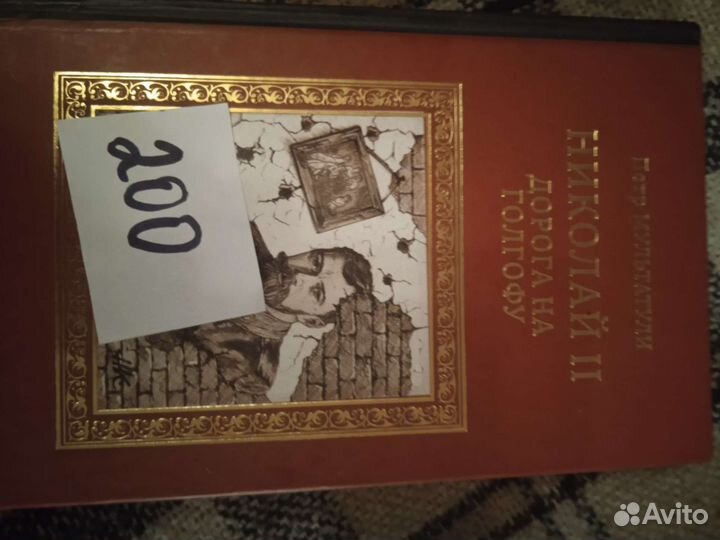 Петр МУЛЬТАТУЛИ
НИКОЛАЙ II
ДОРОГА НА
ГОЛГОФУ
200
Avito